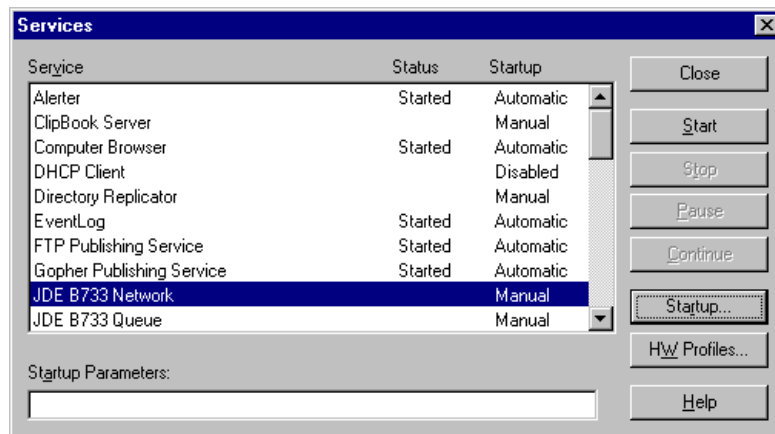 Services
Service Status Startup
Alerter Started Automatic
ClipBook Server Manual
Computer Browser Started Automatic
DHCP Client Disabled
Directory Replicator Manual
EventLog Started Automatic
FTP Publishing Service Started Automatic
Gopher Publishing Service Started Automatic
JDE B733 Network Manual
JDE B733 Queue Manual
Startup Parameters:
Close
Start
Stop
Pause
Continue
Startup...
HW Profiles...
Help